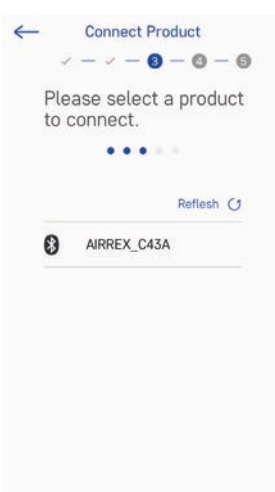 Connect Product
3 4 5
Please select a product
to connect.
Reflesh
AIRREX_C43A